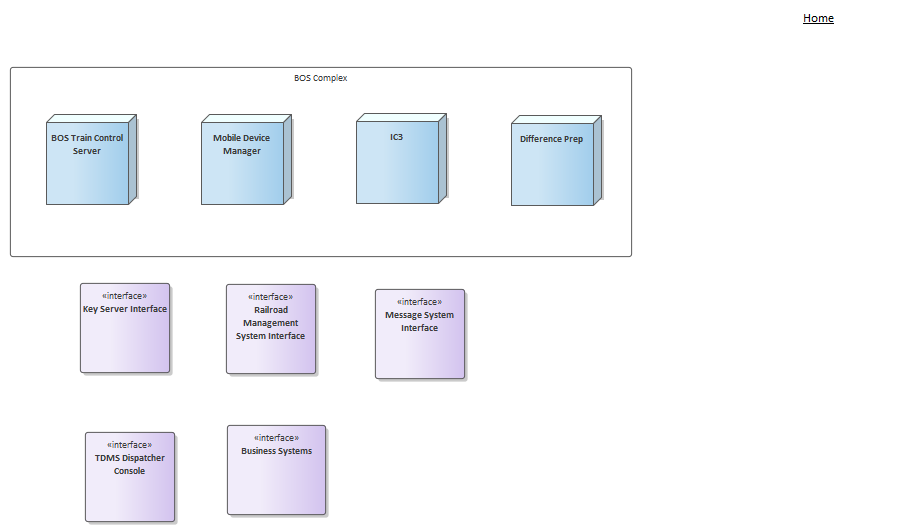 Home
BOS Complex
BOS Train Control
Server
Mobile Device
Manager
IC3
Difference Prep
«interface»
Key Server Interface
«interface»
Railroad
Management
System Interface
«interface»
Message System
Interface
«interface»
TDMS Dispatcher
Console
«interface»
Business Systems